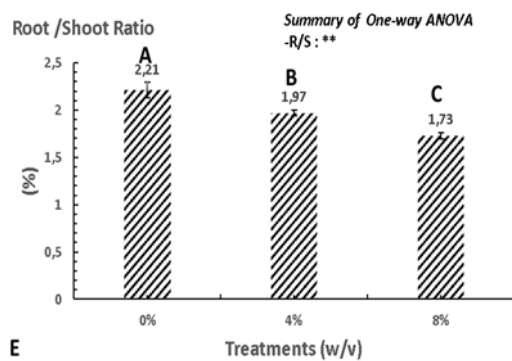 Root /Shoot Ratio
Summary of One-way ANOVA
-R/S : **
(%)
2,5
2
1,5
1
0,5
0
A
2,21
B
1,97
C
1,73
0%
4%
8%
E
Treatments (w/v)